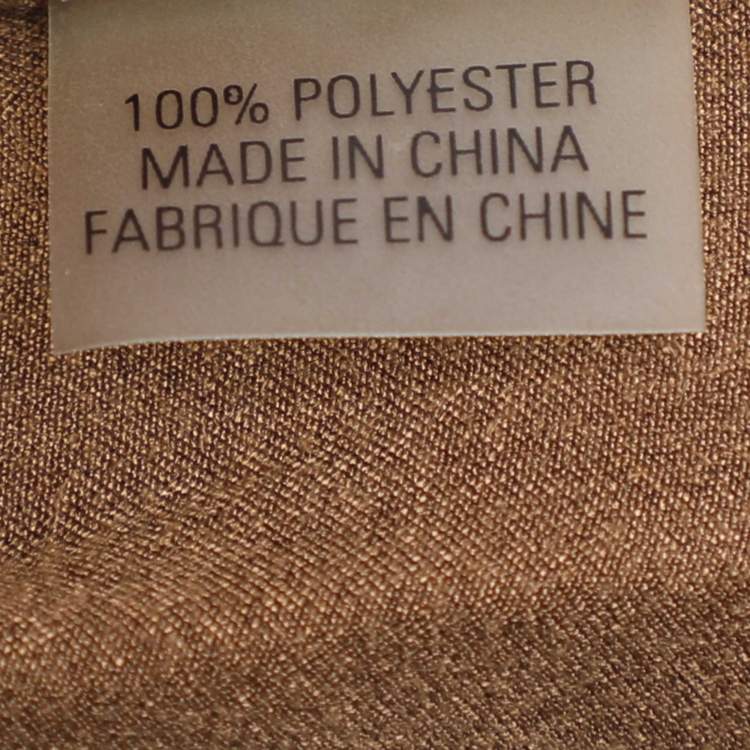 100% POLYESTER
MADE IN CHINA
FABRIQUE EN CHINE